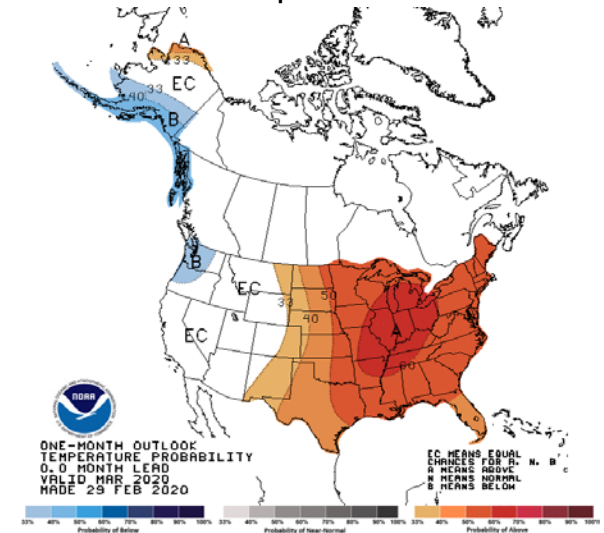 A
33
EC
33
40
B
B
EC
33
50
40
EC
A
60
NOAA
ONE-MONTH OUTLOOK
TEMPERATURE PROBABILITY
0.0 MONTH LEAD
VALID MAR 2020
MADE 29 FEB 2020
EC MEANS EQUAL
CHANCES FOR A, N, B
A MEANS ABOVE
N MEANS NORMAL
B MEANS BELOW
33% 40% 50% 60% 70% 80% 90% 100%
Probability of Below
33% 40% 50% 60% 70% 80% 90% 100%
Probability of Near-Normal
33% 40% 50% 60% 70% 80% 90% 100%
Probability of Above